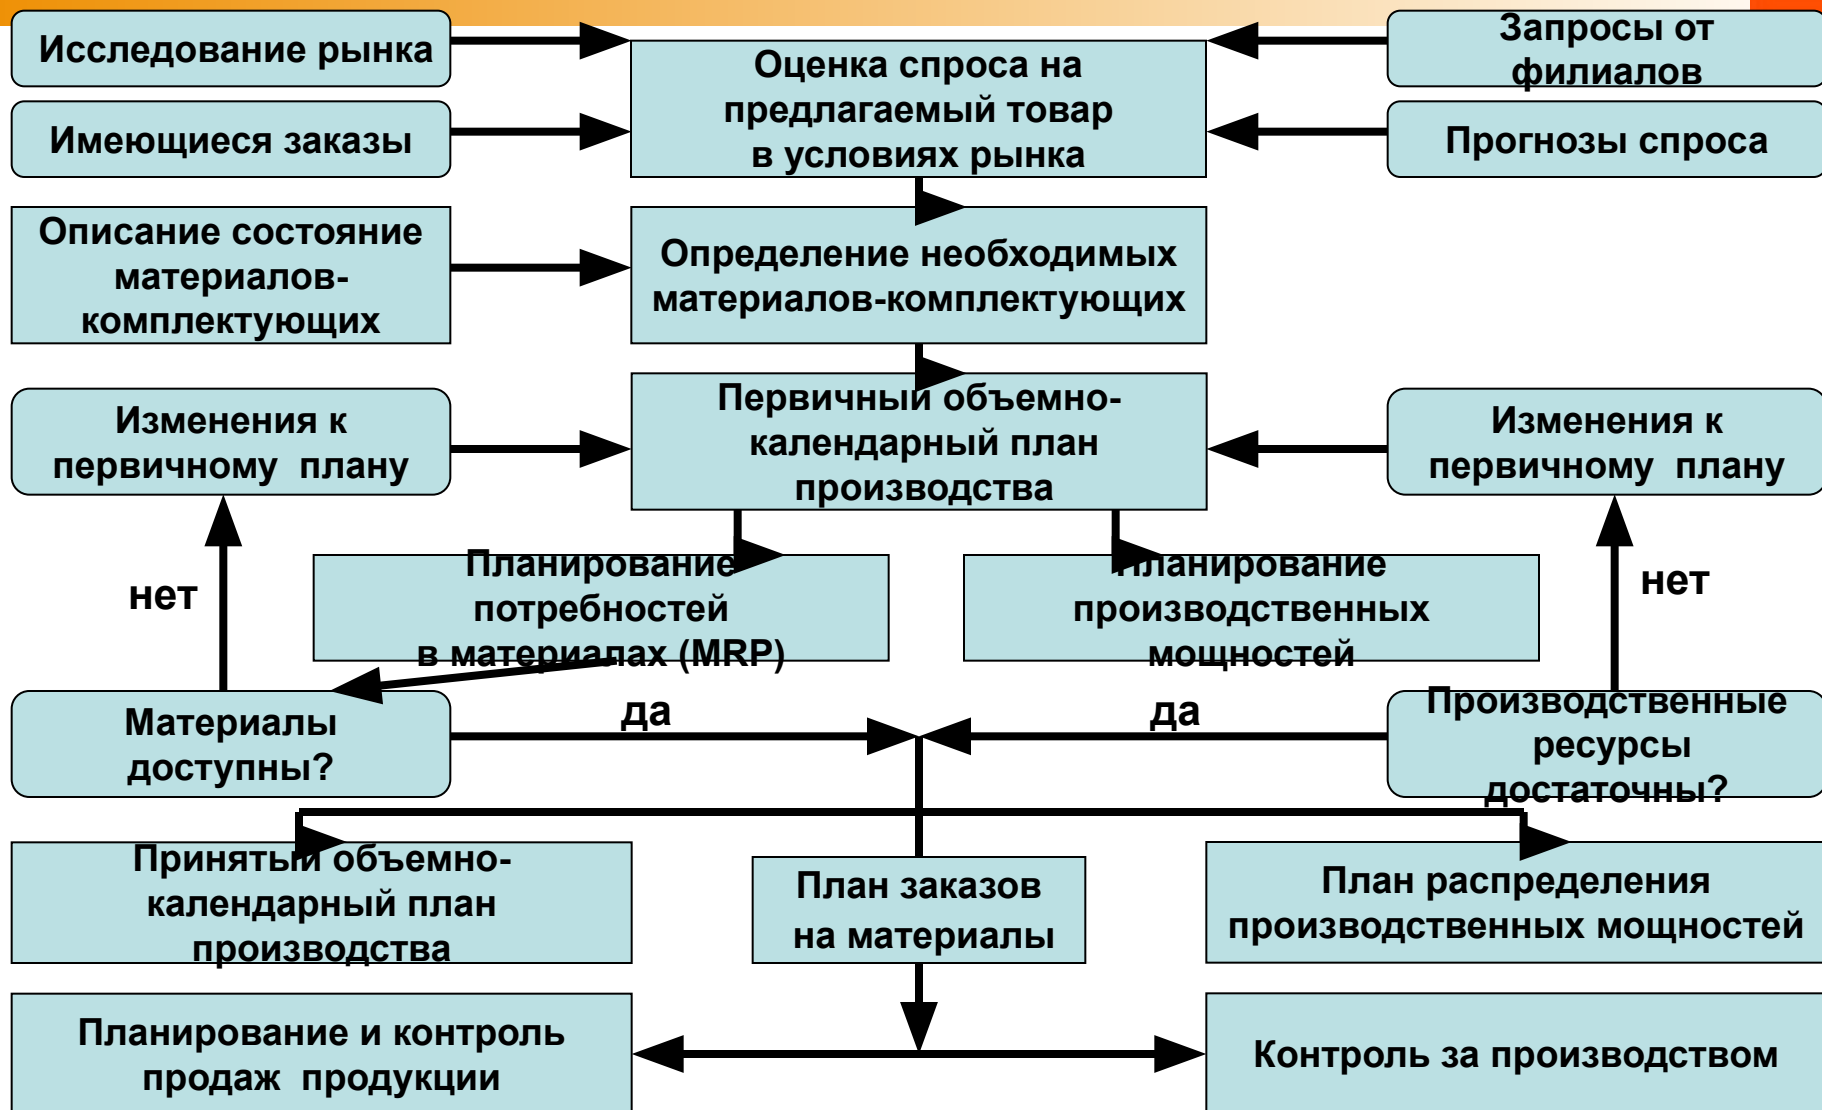 Исследование рынка
Запросы от
филиалов
Оценка спроса на
предлагаемый товар
в условиях рынка
Имеющиеся заказы
Прогнозы спроса
Описание состояние
материалов-
комплектующих
Определение необходимых
материалов-комплектующих
Изменения к
первичному плану
Первичный объемно-
календарный план
производства
Изменения к
первичному плану
нет
Планирование
потребностей
в материалах (MRP)
Планирование
производственных
мощностей
нет
Материалы
доступны?
да
да
Производственные
ресурсы
достаточны?
Принятый объемно-
календарный план
производства
План заказов
на материалы
План распределения
производственных мощностей
Планирование и контроль
продаж продукции
Контроль за производством